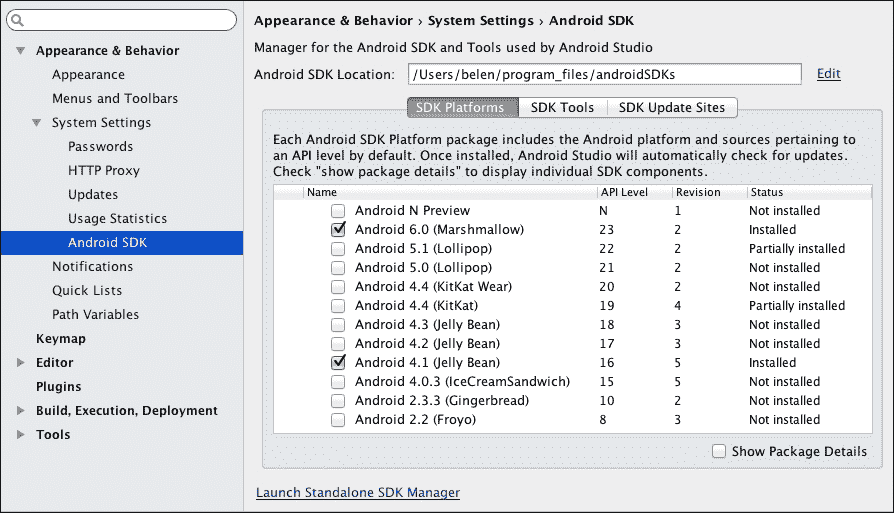 Appearance & Behavior
Appearance
Menus and Toolbars
System Settings
Passwords
HTTP Proxy
Updates
Usage Statistics
Android SDK
Notifications
Quick Lists
Path Variables
Keymap
Editor
Plugins
Build, Execution, Deployment
Tools
Appearance & Behavior › System Settings › Android SDK
Manager for the Android SDK and Tools used by Android Studio
Android SDK Location: /Users/belen/program_files/androidSDKs Edit
SDK Platforms SDK Tools SDK Update Sites
Each Android SDK Platform package includes the Android platform and sources pertaining to
an API level by default. Once installed, Android Studio will automatically check for updates.
Check "show package details" to display individual SDK components.
Name API Level Revision Status
Android N Preview N 1 Not installed
Android 6.0 (Marshmallow) 23 2 Installed
Android 5.1 (Lollipop) 22 2 Partially installed
Android 5.0 (Lollipop) 21 2 Not installed
Android 4.4 (KitKat Wear) 20 2 Not installed
Android 4.4 (KitKat) 19 4 Partially installed
Android 4.3 (Jelly Bean) 18 3 Not installed
Android 4.2 (Jelly Bean) 17 3 Not installed
Android 4.1 (Jelly Bean) 16 5 Installed
Android 4.0.3 (IceCreamSandwich) 15 5 Not installed
Android 2.3.3 (Gingerbread) 10 2 Not installed
Android 2.2 (Froyo) 8 3 Not installed
Show Package Details
Launch Standalone SDK Manager